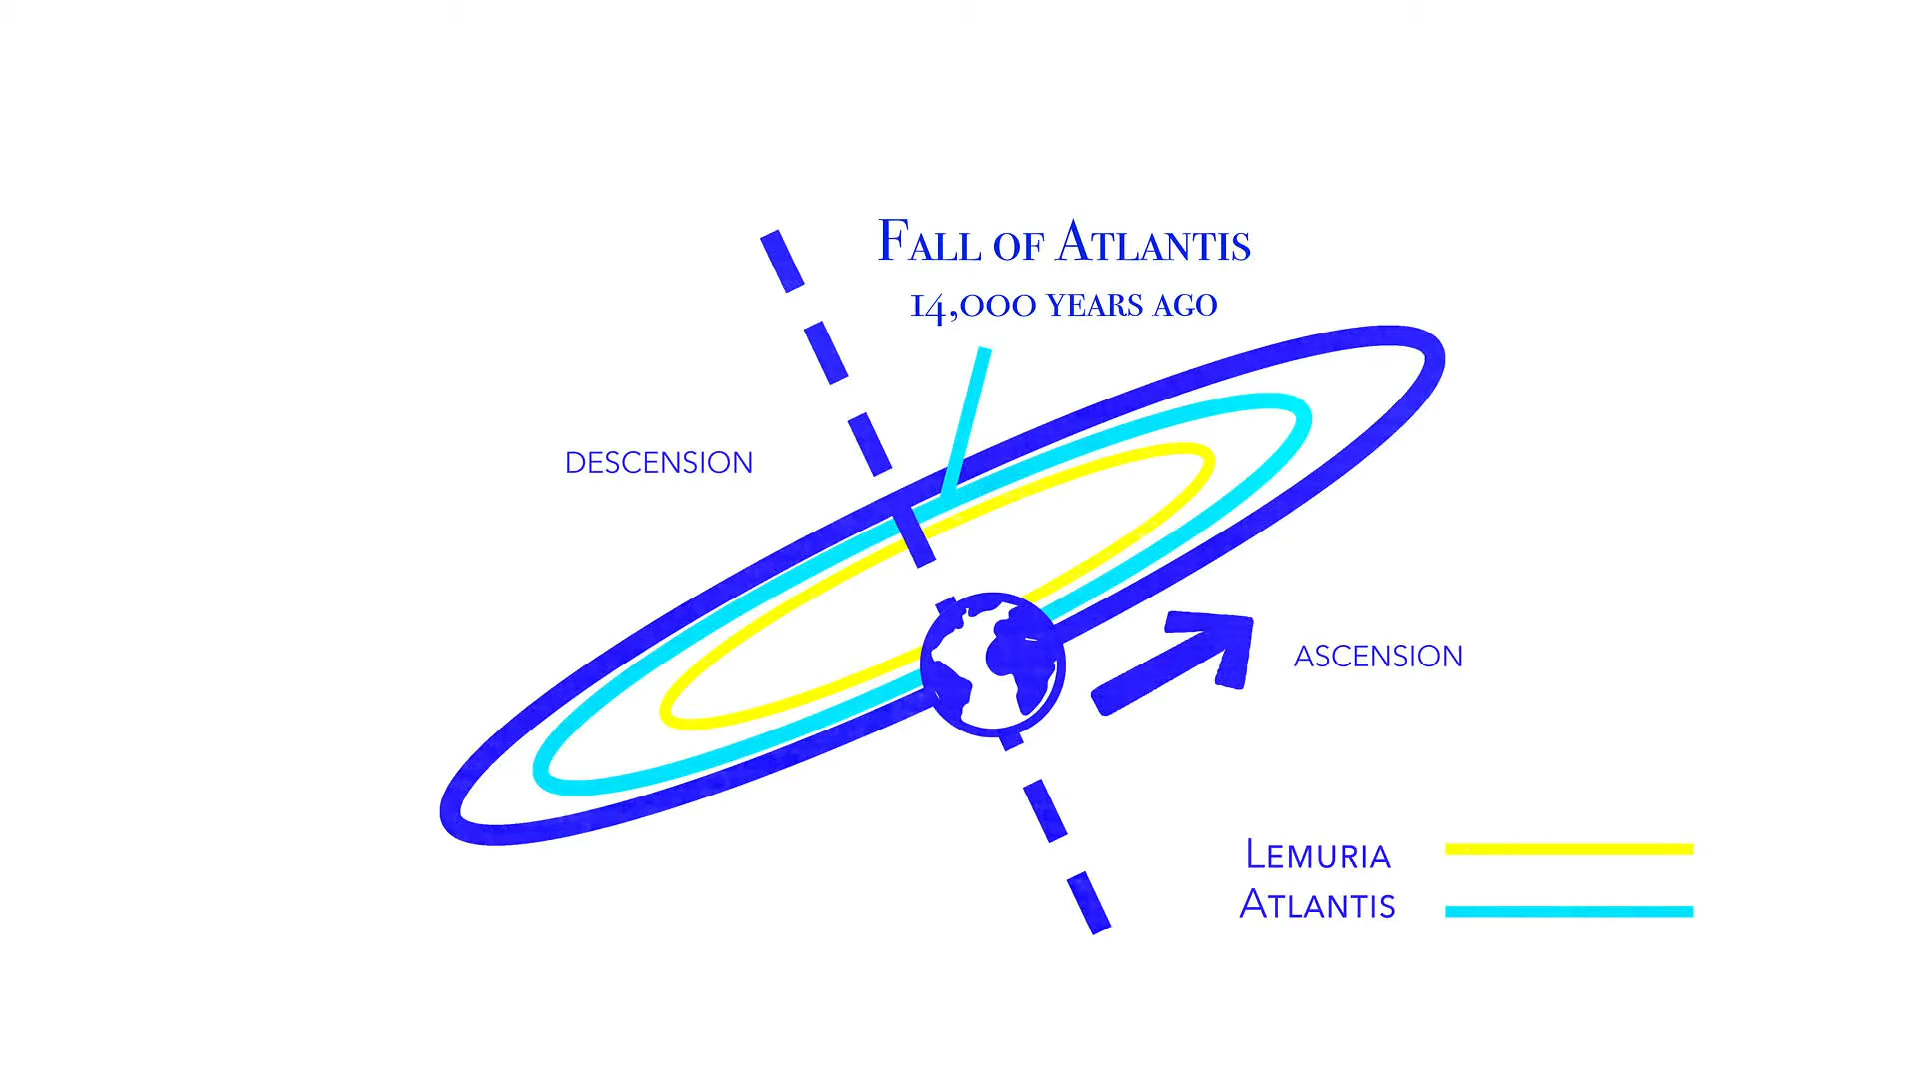 Fall of Atlantis
14,000 years ago
DESCENSION
ASCENSION
Lemuria
Atlantis